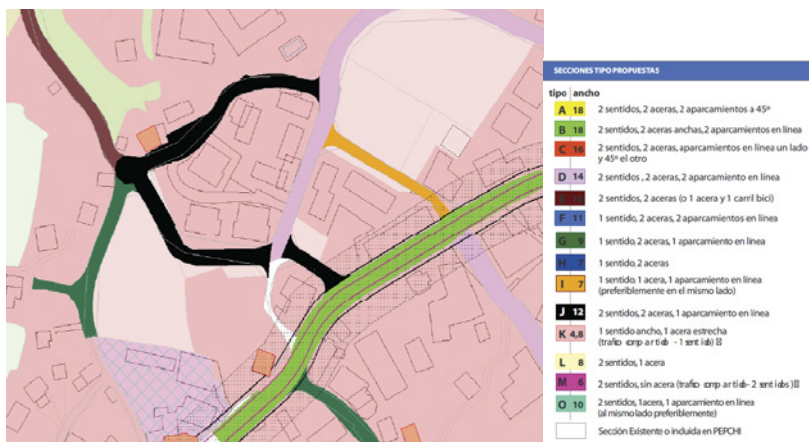 SECCIONES TIPO PROPUESTAS
tipo ancho
A 18 2 sentidos, 2 aceras, 2 aparcamientos a 45º
B 18 2 sentidos, 2 aceras anchas, 2 aparcamientos en línea
C 16 2 sentidos, 2 aceras, aparcamientos en línea un lado
y 45º el otro
D 14 2 sentidos , 2 aceras, 2 aparcamiento en línea
2 sentidos, 2 aceras (o 1 acera y 1 carril bici)
F 11 1 sentido, 2 aceras, 2 aparcamientos en línea
G 9 1 sentido, 2 aceras, 1 aparcamiento en línea
H 7 1 sentido, 2 aceras
I 7 1 sentido, 1 acera, 1 aparcamiento en línea
(preferiblemente en el mismo lado)
J 12 2 sentidos, 2 aceras, 1 aparcamiento en línea
K 4,8 1 sentido ancho, 1 acera estrecha
L 8 2 sentidos, 1 acera
M 6 2 sentidos, sin acera
O 10 2 sentidos, 1acera, 1 aparcamiento en línea
(al mismo lado preferiblemente)
Sección Existente o induida en PEPCHI